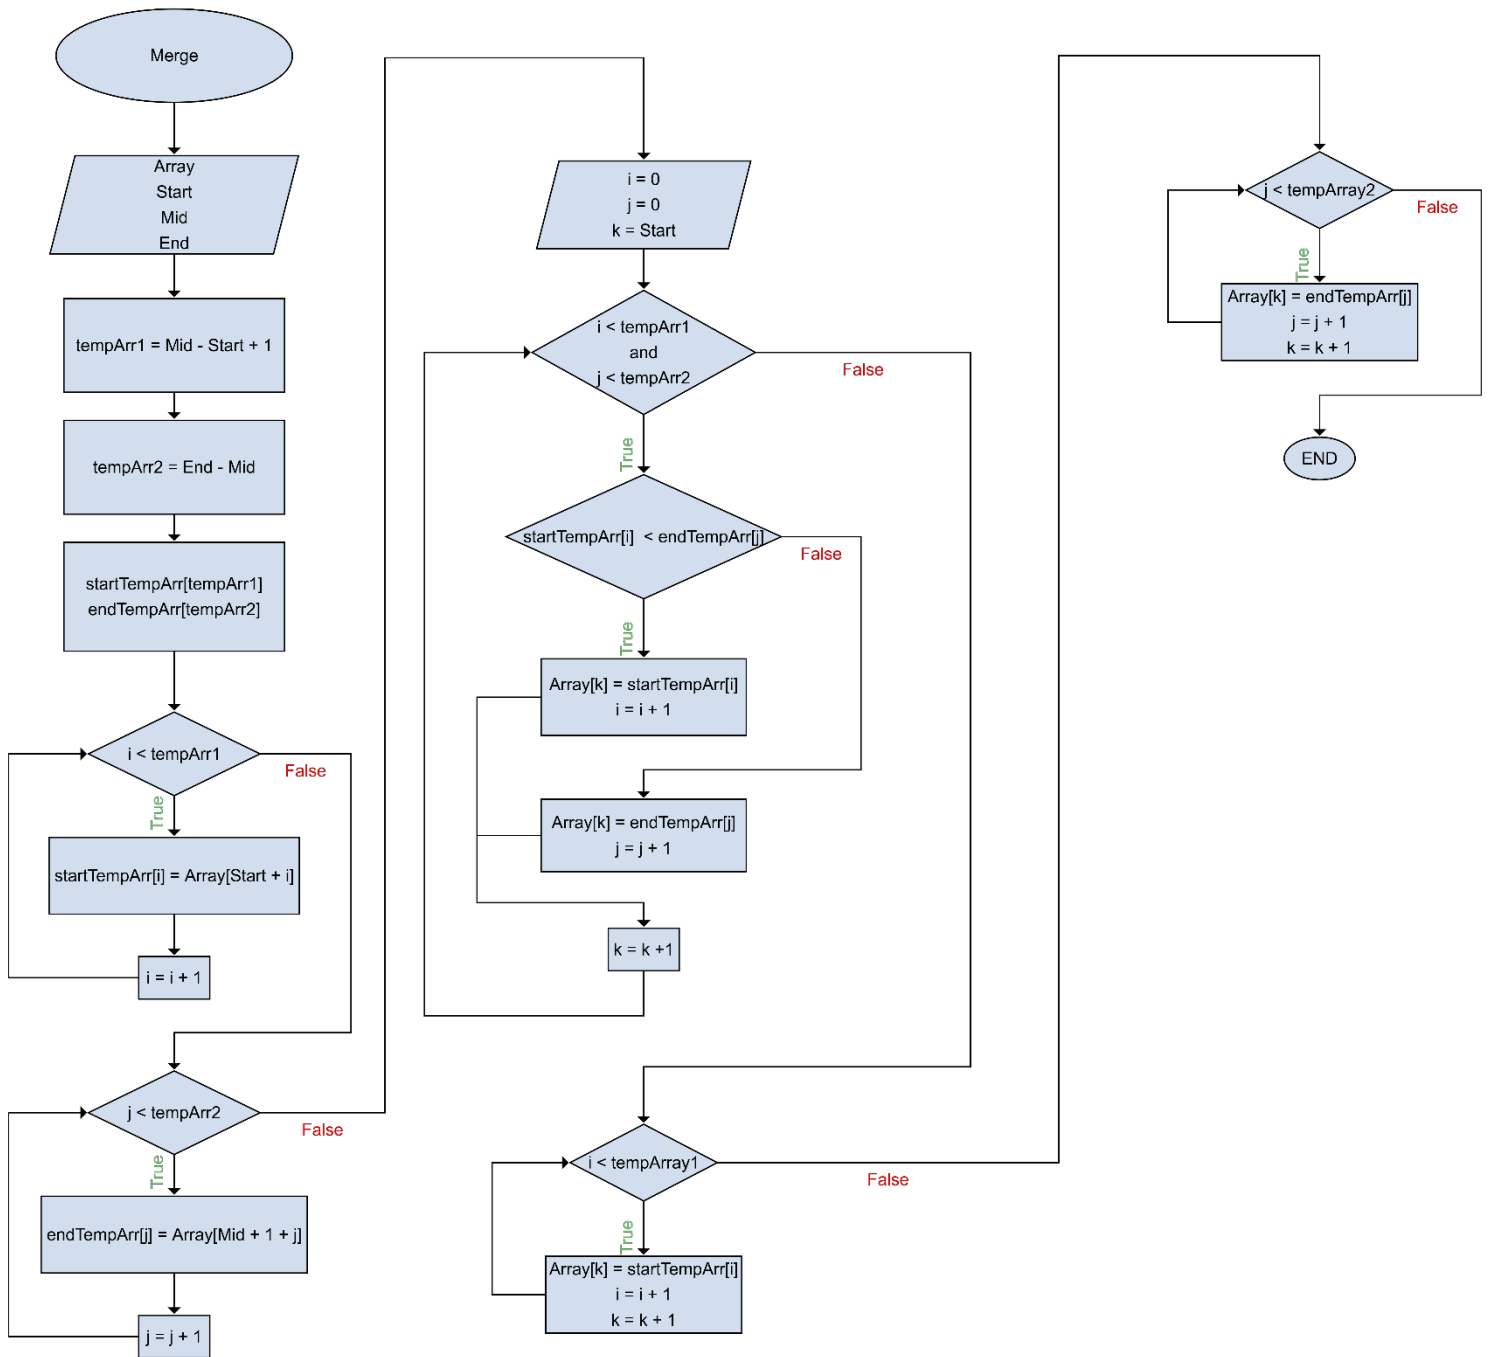 Merge
Array
Start
Mid
End
tempArr1 = Mid - Start + 1
tempArr2 = End - Mid
startTempArr[tempArr1]
endTempArr[tempArr2]
i < tempArr1
False
True
startTempArr[i] = Array[Start + i]
i = i + 1
j < tempArr2
False
True
endTempArr[j] = Array[Mid + 1 + j]
j = j + 1
i = 0
j = 0
k = Start
i < tempArr1
and
j < tempArr2
False
True
startTempArr[i] < endTempArr[j]
False
True
Array[k] = startTempArr[i]
i = i + 1
Array[k] = endTempArr[j]
j = j + 1
k = k +1
i < tempArray1
False
True
Array[k] = startTempArr[i]
i = i + 1
k = k + 1
j < tempArray2
False
True
Array[k] = endTempArr[j]
j = j + 1
k = k + 1
END